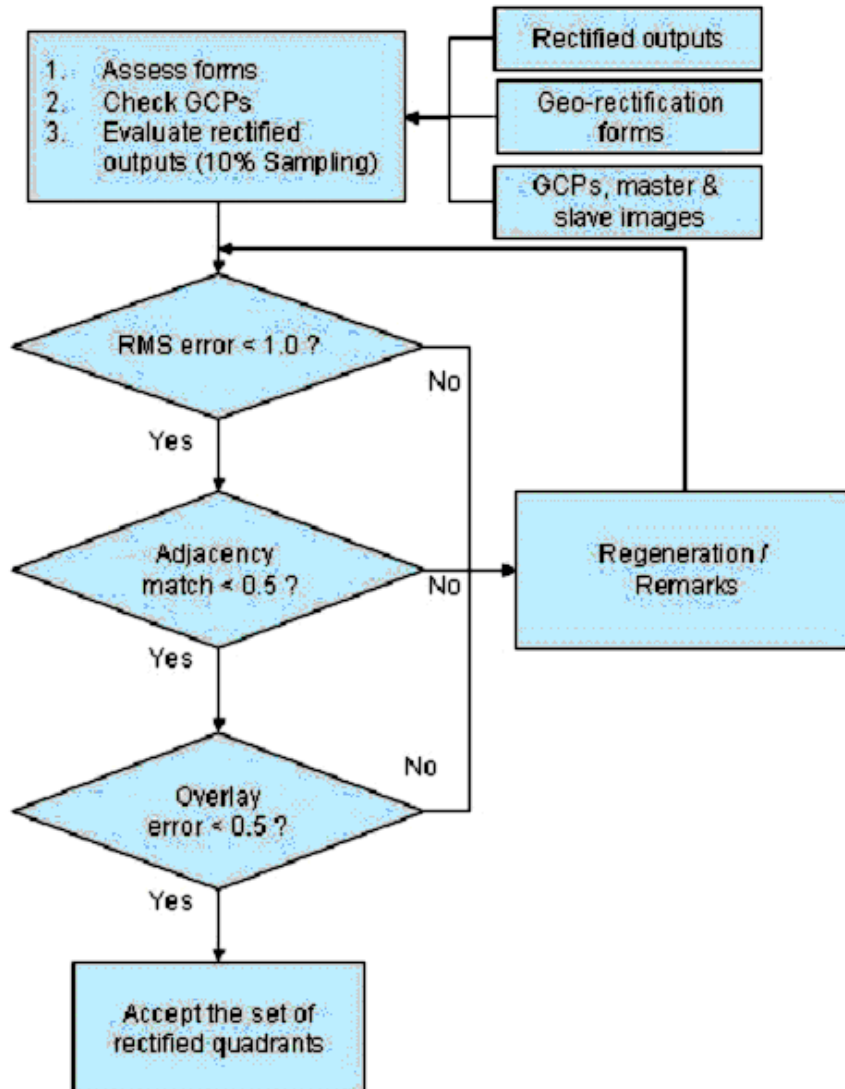 1. Assess forms
2. Check GCPs
3. Evaluate rectified
outputs (10% Sampling)
Rectified outputs
Geo-rectification
forms
GCPs, master &
slave images
RMS error < 1.0 ?
No
Yes
Adjacency
match < 0.5 ?
No
Regeneration /
Remarks
Yes
Overlay
error < 0.5 ?
No
Yes
Accept the set of
rectified quadrants